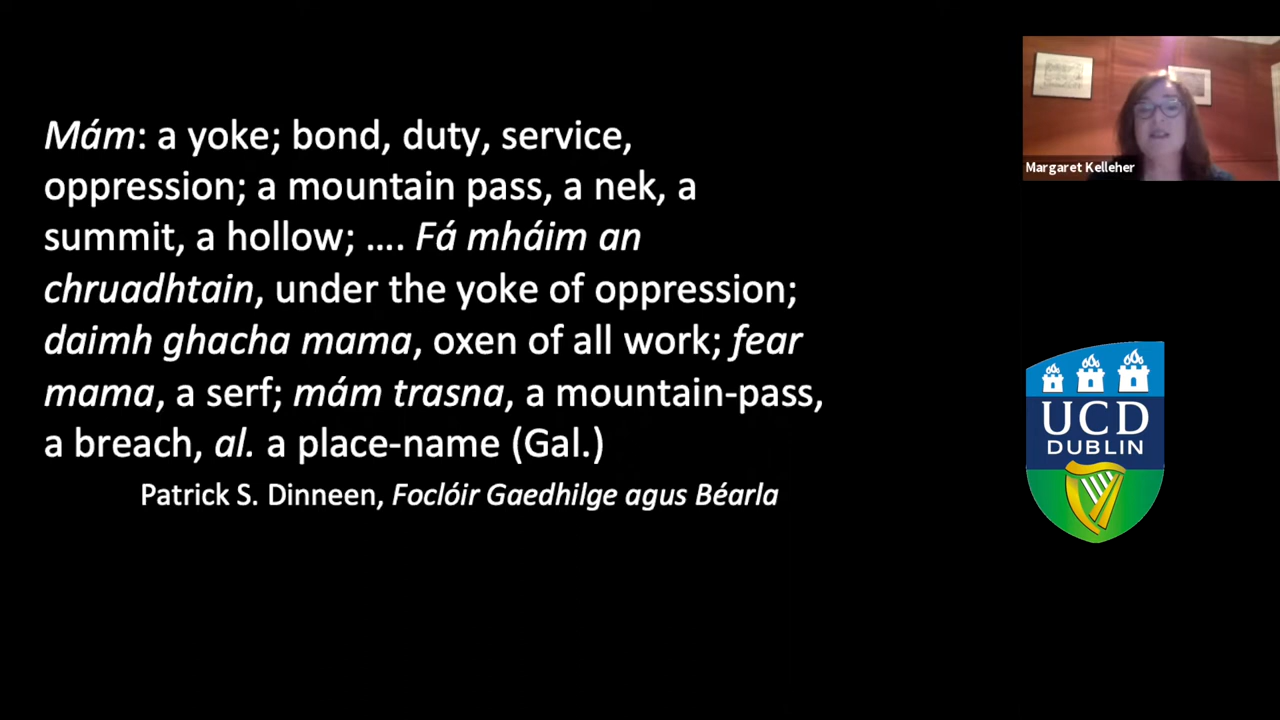 Mám: a yoke; bond, duty, service,
oppression; a mountain pass, a nek, a
summit, a hollow; …. Fá mháim an
chruadhtain, under the yoke of oppression;
daimh ghacha mama, oxen of all work; fear
mama, a serf; mám trasna, a mountain-pass,
a breach, al. a place-name (Gal.)
Patrick S. Dinneen, Foclóir Gaedhilge agus Béarla
Margaret Kelleher
UCD
DUBLIN